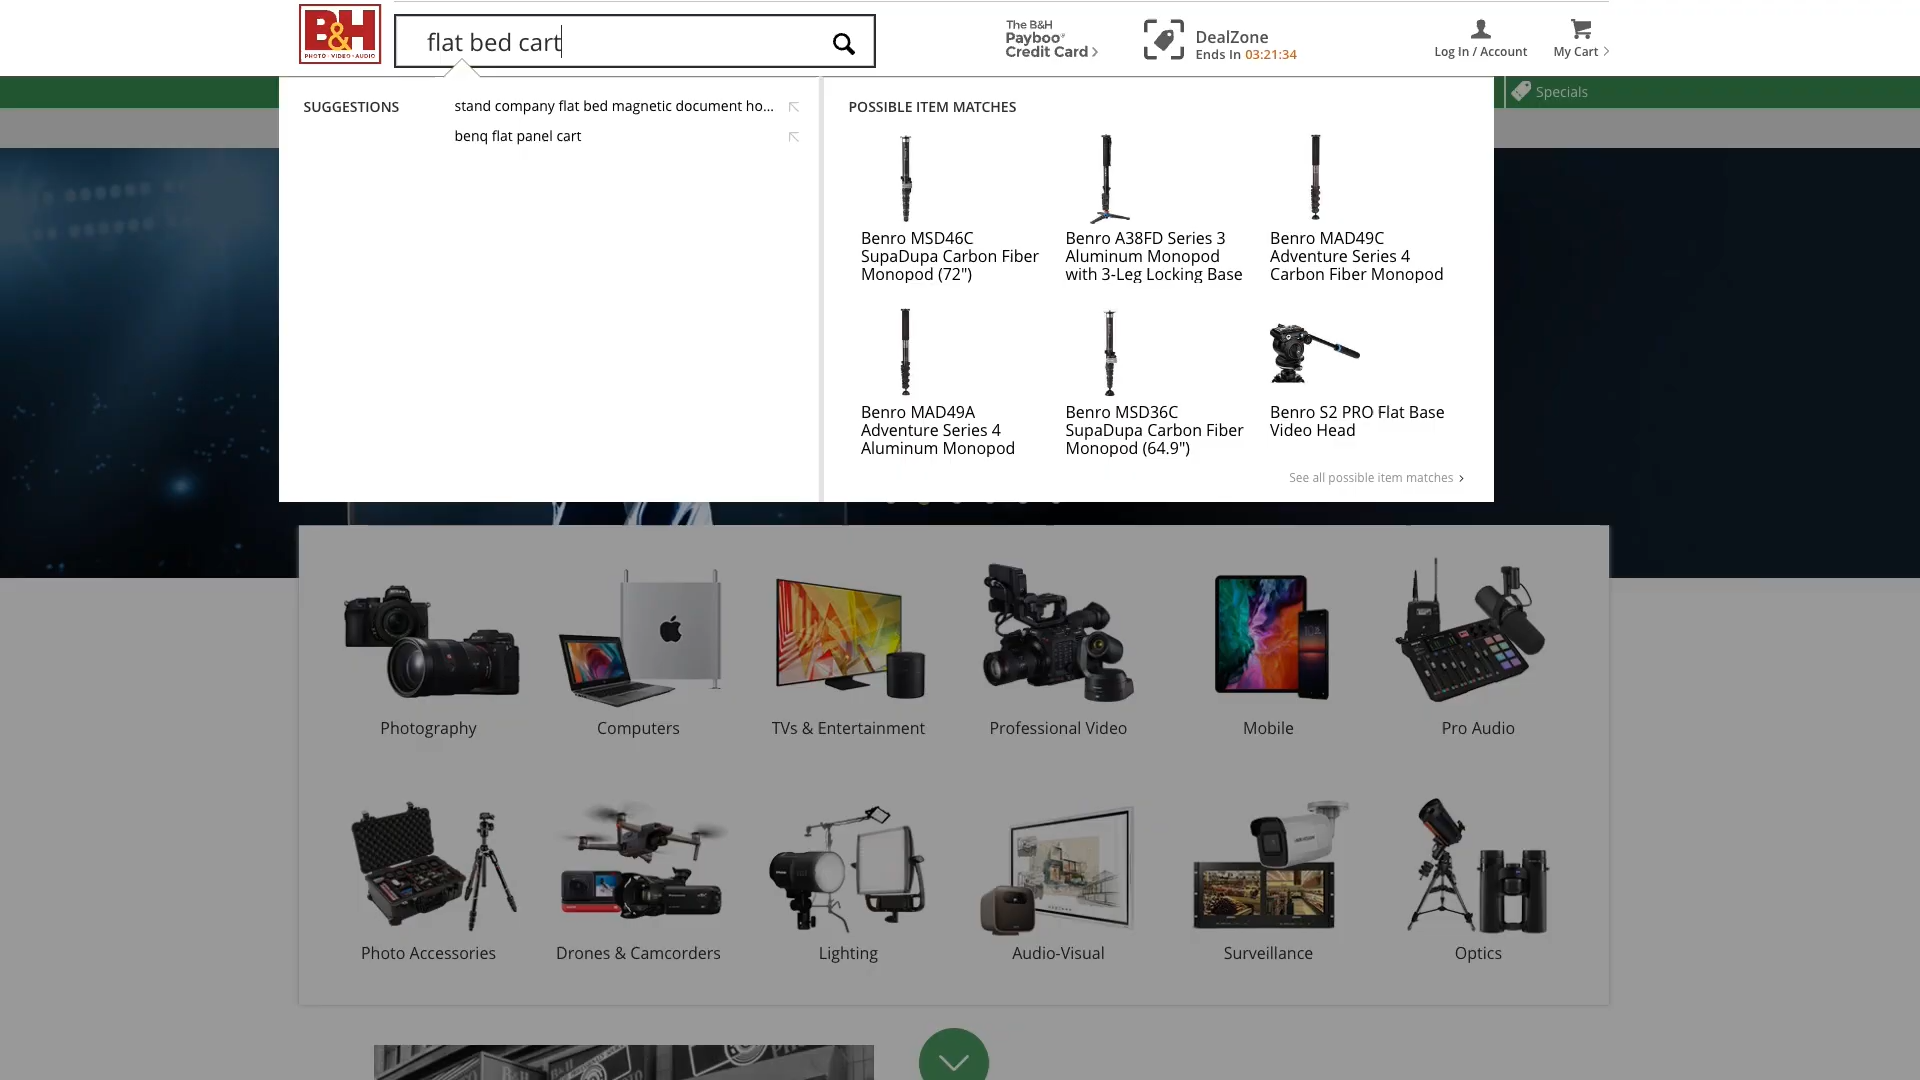 B&H
PHOTO · VIDEO · AUDIO
flat bed cart
The B&H
Payboo®
Credit Card
DealZone
Ends In 03:21:34
Log In / Account
My Cart
Specials
SUGGESTIONS
stand company flat bed magnetic document ho...
benq flat panel cart
POSSIBLE ITEM MATCHES
Benro MSD46C
SupaDupa Carbon Fiber
Monopod (72")
Benro A38FD Series 3
Aluminum Monopod
with 3-Leg Locking Base
Benro MAD49C
Adventure Series 4
Carbon Fiber Monopod
Benro MAD49A
Adventure Series 4
Aluminum Monopod
Benro MSD36C
SupaDupa Carbon Fiber
Monopod (64.9")
Benro S2 PRO Flat Base
Video Head
See all possible item matches
Photography
Computers
TVs & Entertainment
Professional Video
Mobile
Pro Audio
Photo Accessories
Drones & Camcorders
Lighting
Audio-Visual
Surveillance
Optics